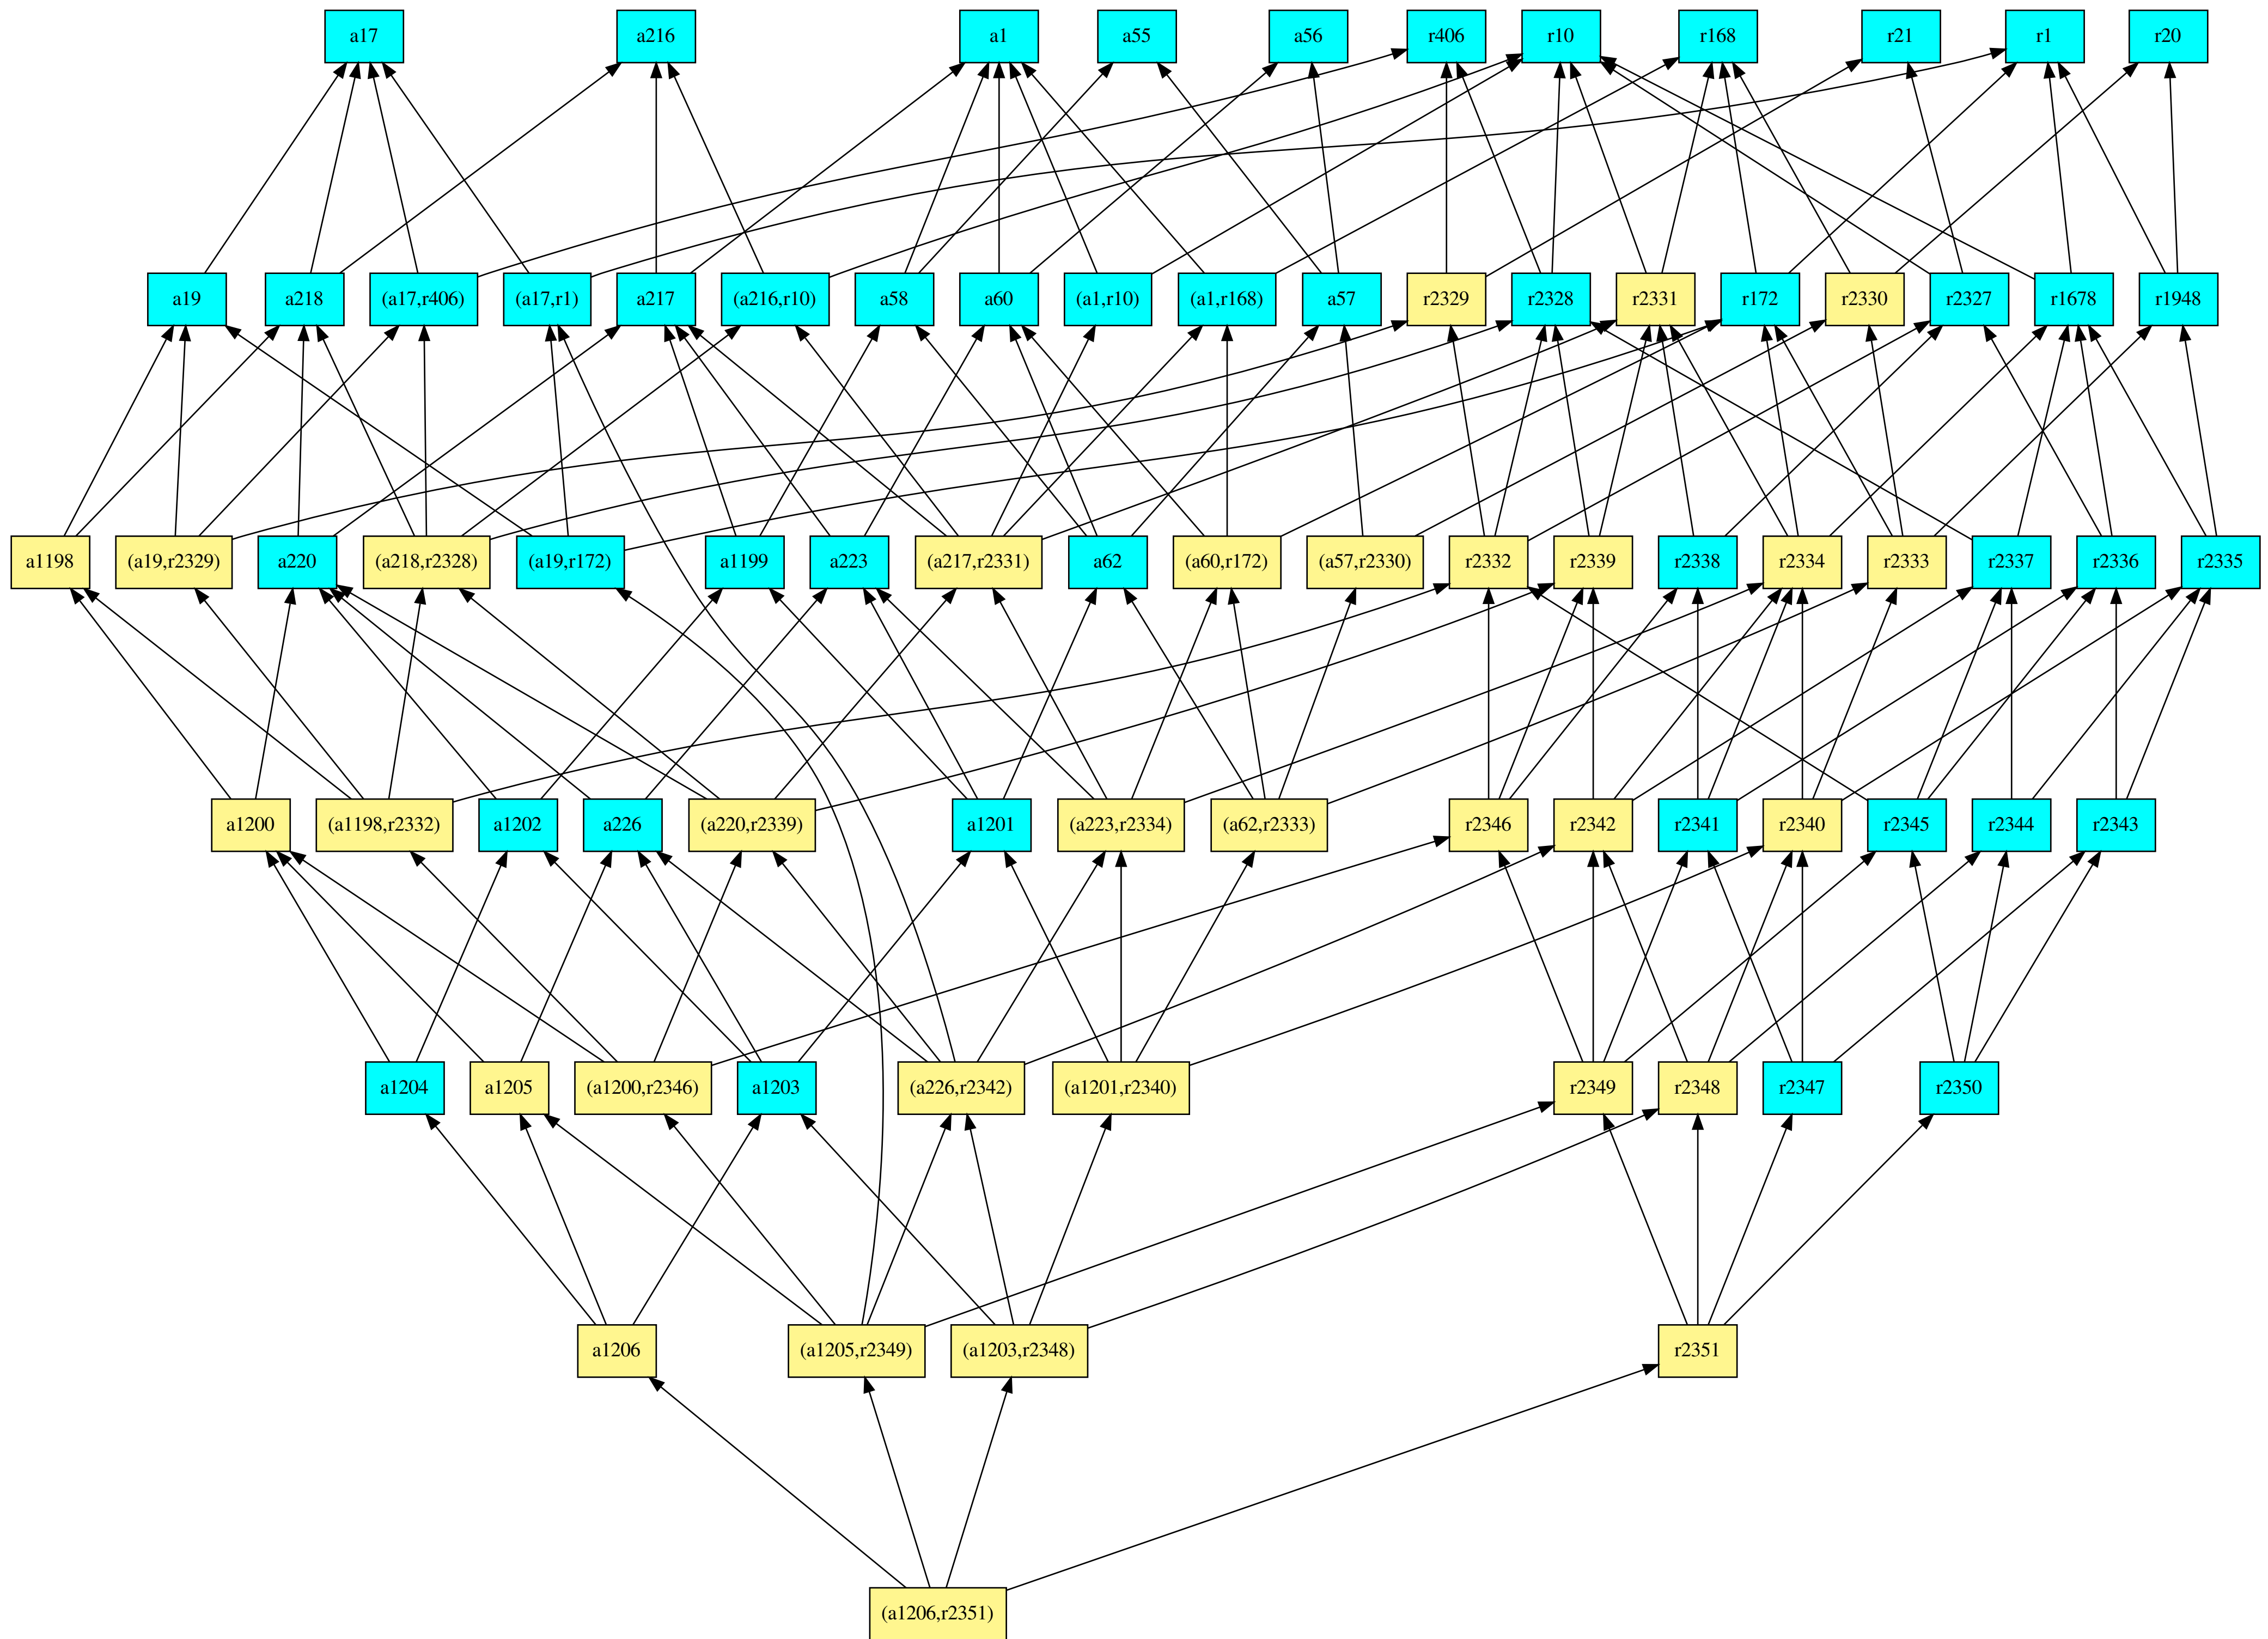 a17 a216 a1 a55 a56 r406 r10 r168 r21 r1 r20
a19 a218 (a17,r406) (a17,r1) a217 (a216,r10) a58 a60 (a1,r10) (a1,r168) a57 r2329 r2328 r2331 r172 r2330 r2327 r1678 r1948
a1198 (a19,r2329) a220 (a218,r2328) (a19,r172) a1199 a223 (a217,r2331) a62 (a60,r172) (a57,r2330) r2332 r2339 r2338 r2334 r2333 r2337 r2336 r2335
a1200 (a1198,r2332) a1202 a226 (a220,r2339) a1201 (a223,r2334) (a62,r2333) r2346 r2342 r2341 r2340 r2345 r2344 r2343
a1204 a1205 (a1200,r2346) a1203 (a226,r2342) (a1201,r2340) r2349 r2348 r2347 r2350
a1206 (a1205,r2349) (a1203,r2348) r2351
(a1206,r2351)